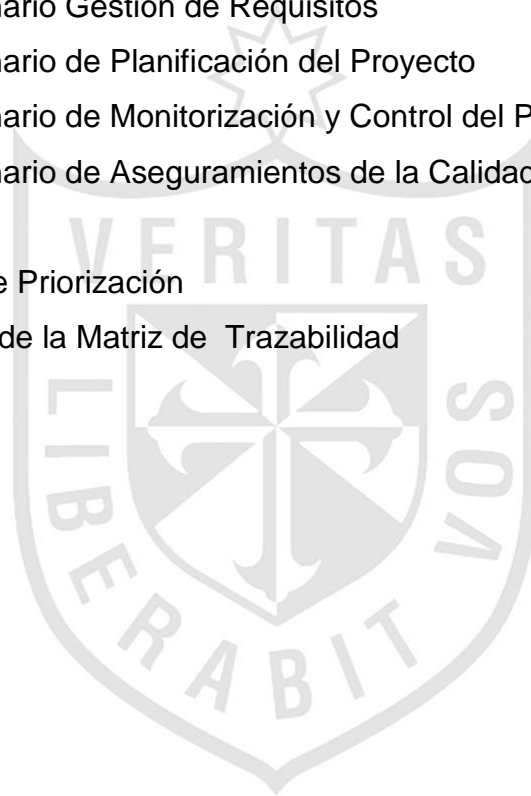 nario Gestión de Requisitos
nario de Planificación del Proyecto
nario de Monitorización y Control del P
nario de Aseguramientos de la Calidad
VERITAS
e Priorización
de la Matriz de Trazabilidad
LIBERABIT VOS